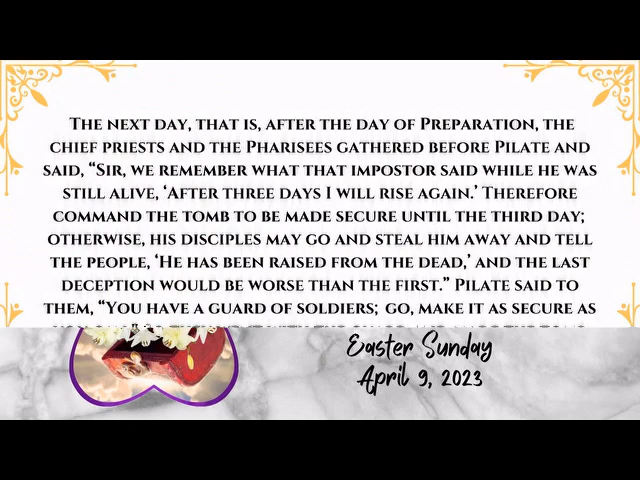 The next day, that is, after the day of Preparation, the
chief priests and the Pharisees gathered before Pilate and
said, “Sir, we remember what that impostor said while he was
still alive, ‘After three days I will rise again.’ Therefore
command the tomb to be made secure until the third day;
otherwise, his disciples may go and steal him away and tell
the people, ‘He has been raised from the dead,’ and the last
deception would be worse than the first.” Pilate said to
them, “You have a guard of soldiers; go, make it as secure as
Easter Sunday
April 9, 2023